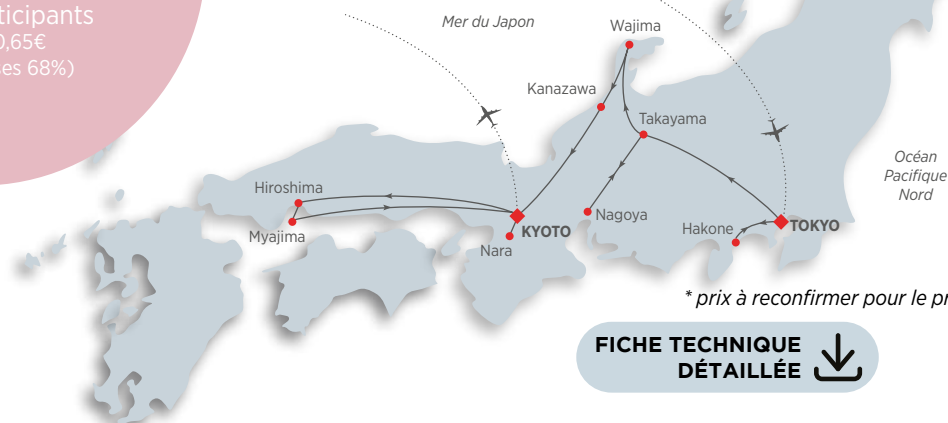 ticipants
0,65€
es 68%)
Mer du Japon
Wajima
Kanazawa
Takayama
Océan
Pacifique
Nord
Hiroshima
Myajima
KYOTO
Nara
Nagoya
Hakone
TOKYO
* prix à reconfirmer pour le pr
FICHE TECHNIQUE
DÉTAILLÉE